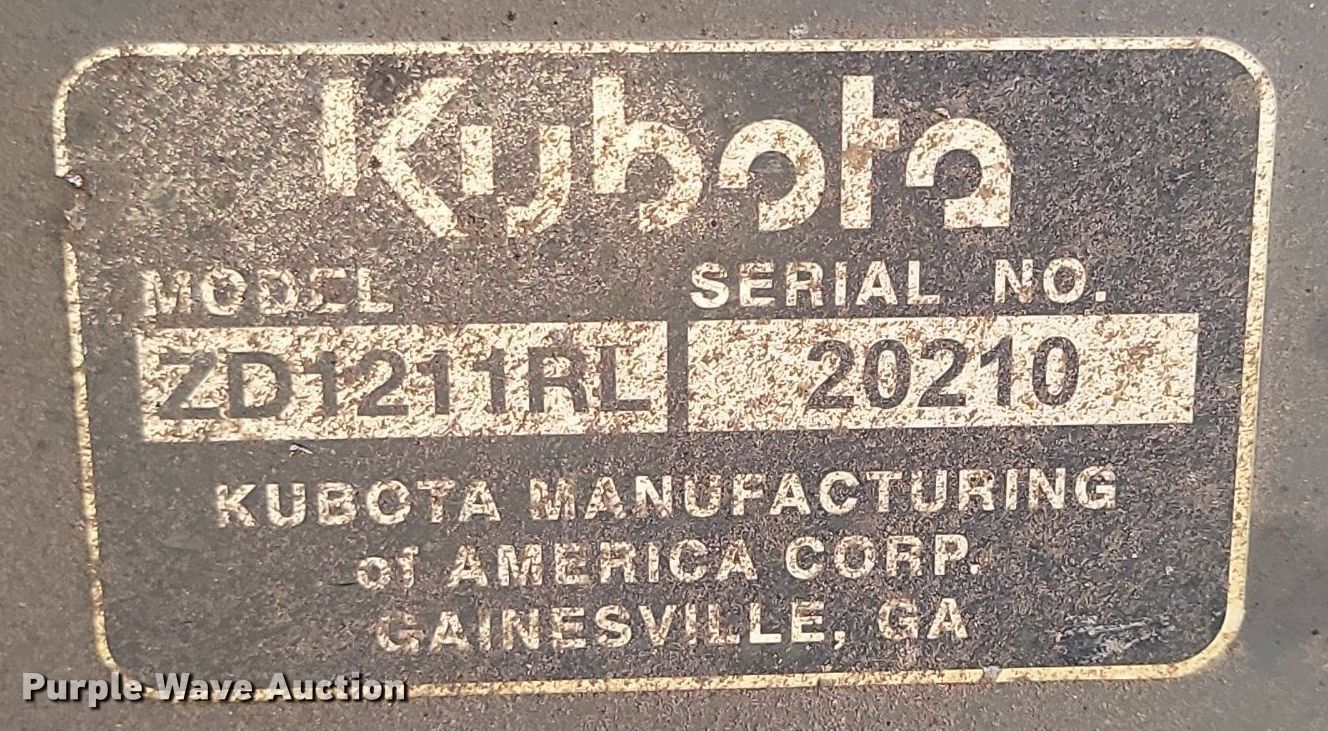 Kubota
MODEL SERIAL NO.
ZD1211RL 20210
KUBOTA MANUFACTURING
of AMERICA CORP.
GAINESVILLE, GA
Purple Wave Auction